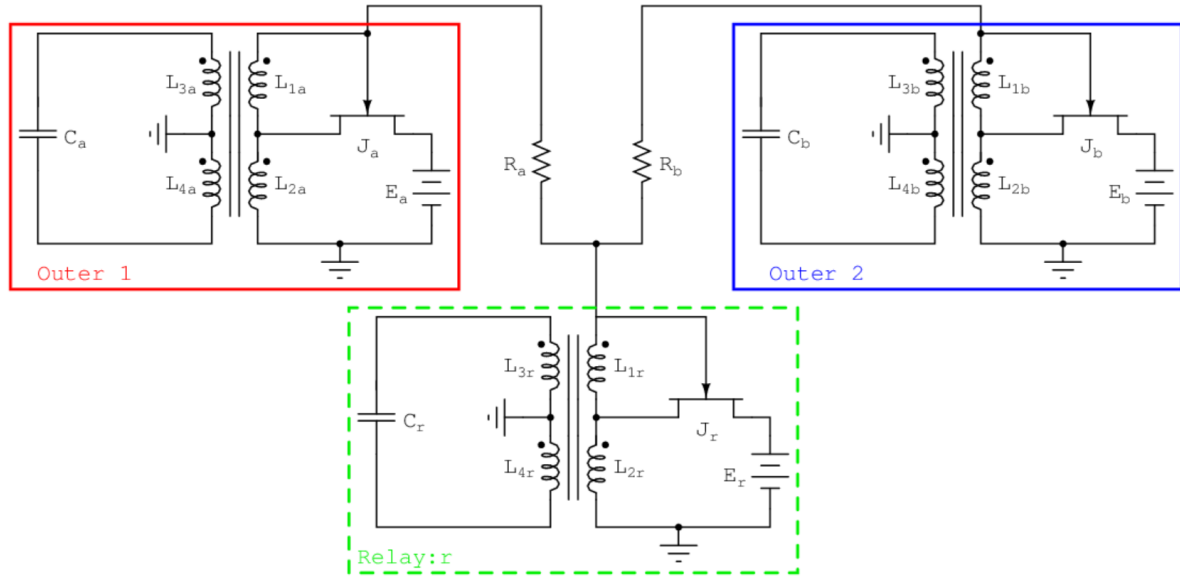 L3a L1a
Ca Ja
L4a L2a Ea
Outer 1
Ra Rb
L3b L1b
Cb Jb
L4b L2b Eb
Outer 2
L3r L1r
Cr Jr
L4r L2r Er
Relay:r